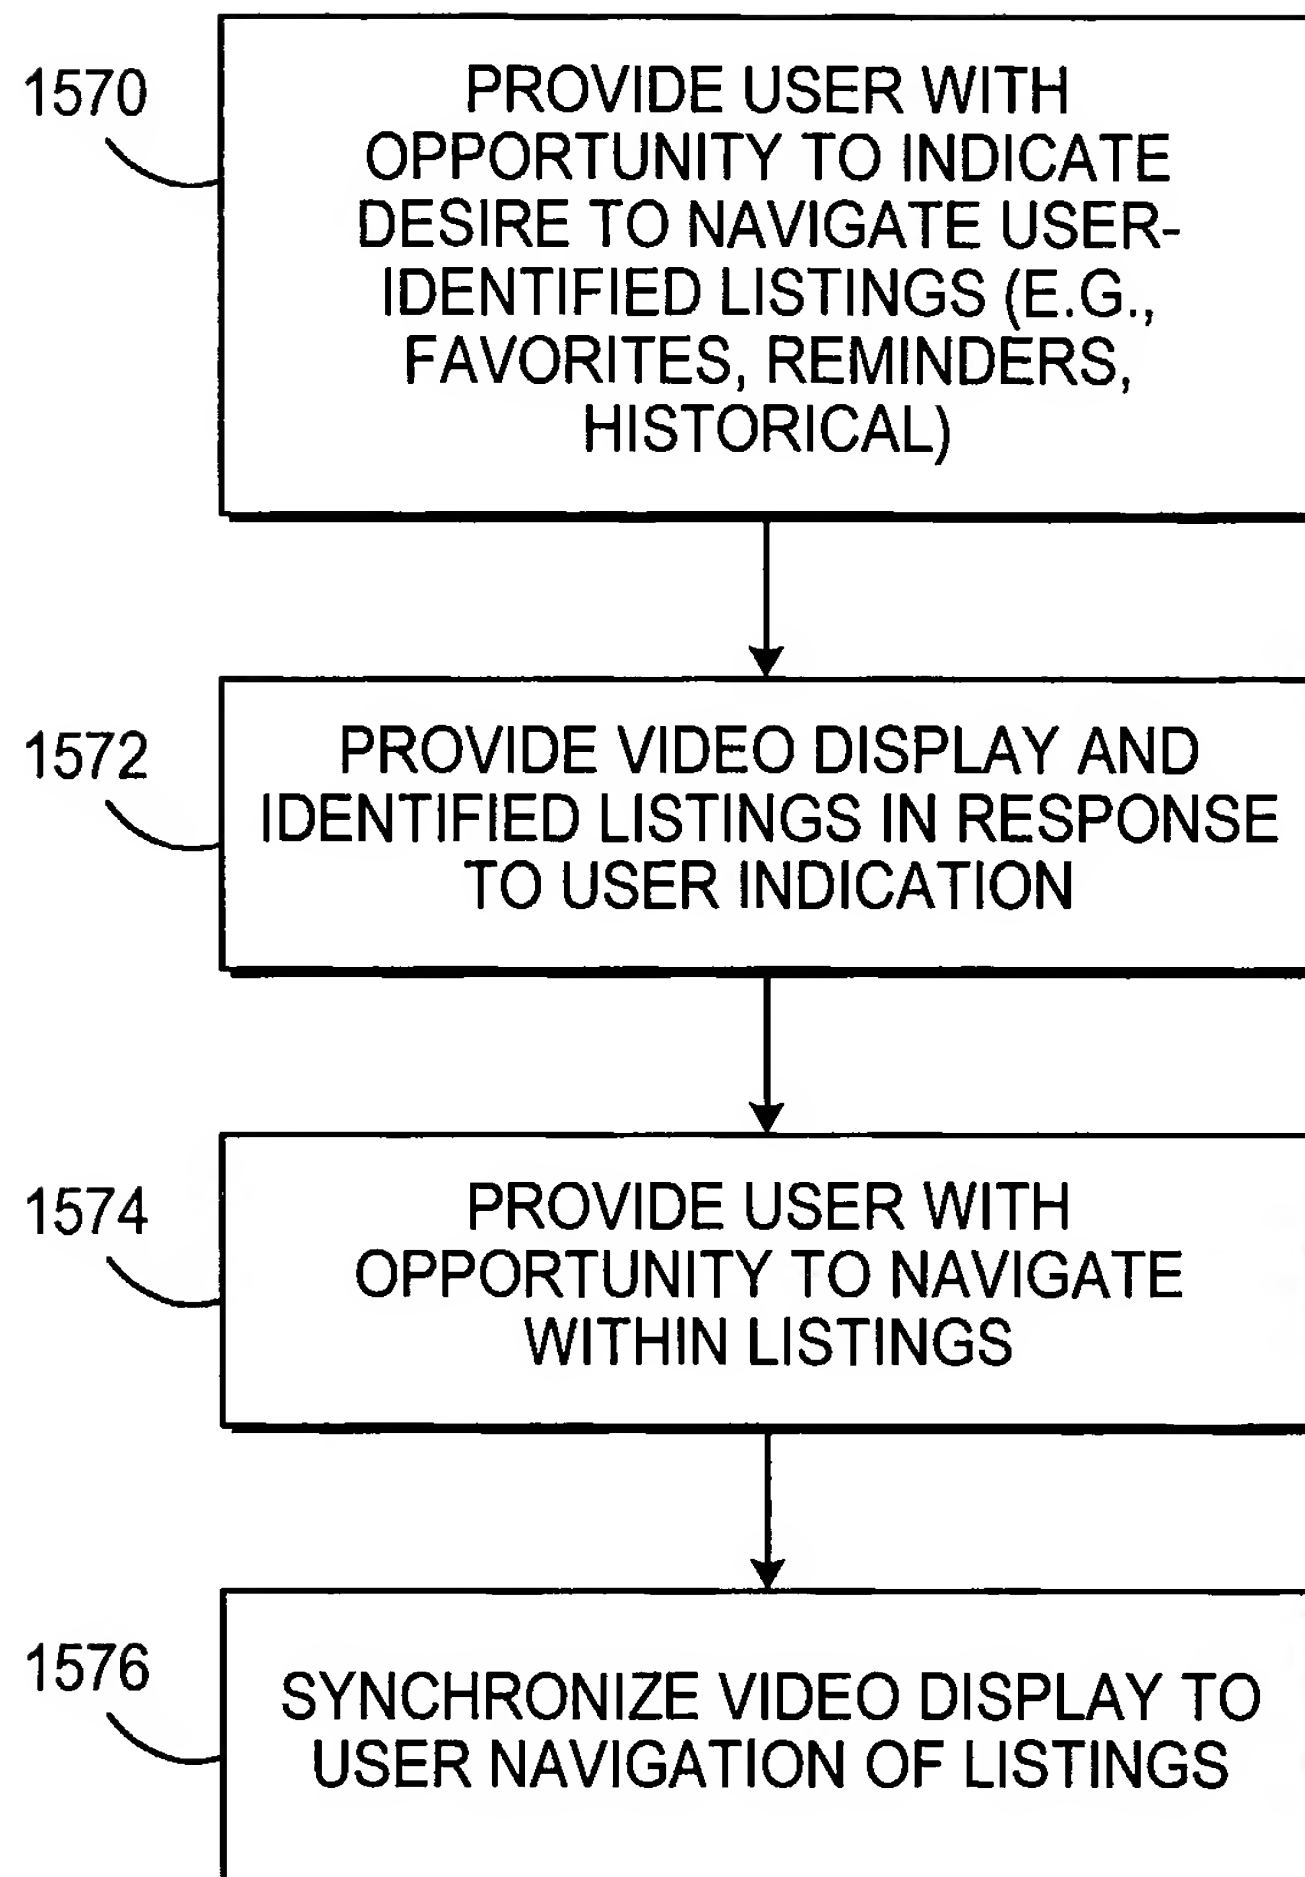 1570
PROVIDE USER WITH
OPPORTUNITY TO INDICATE
DESIRE TO NAVIGATE USER-
IDENTIFIED LISTINGS (E.G.,
FAVORITES, REMINDERS,
HISTORICAL)
1572
PROVIDE VIDEO DISPLAY AND
IDENTIFIED LISTINGS IN RESPONSE
TO USER INDICATION
1574
PROVIDE USER WITH
OPPORTUNITY TO NAVIGATE
WITHIN LISTINGS
1576
SYNCHRONIZE VIDEO DISPLAY TO
USER NAVIGATION OF LISTINGS